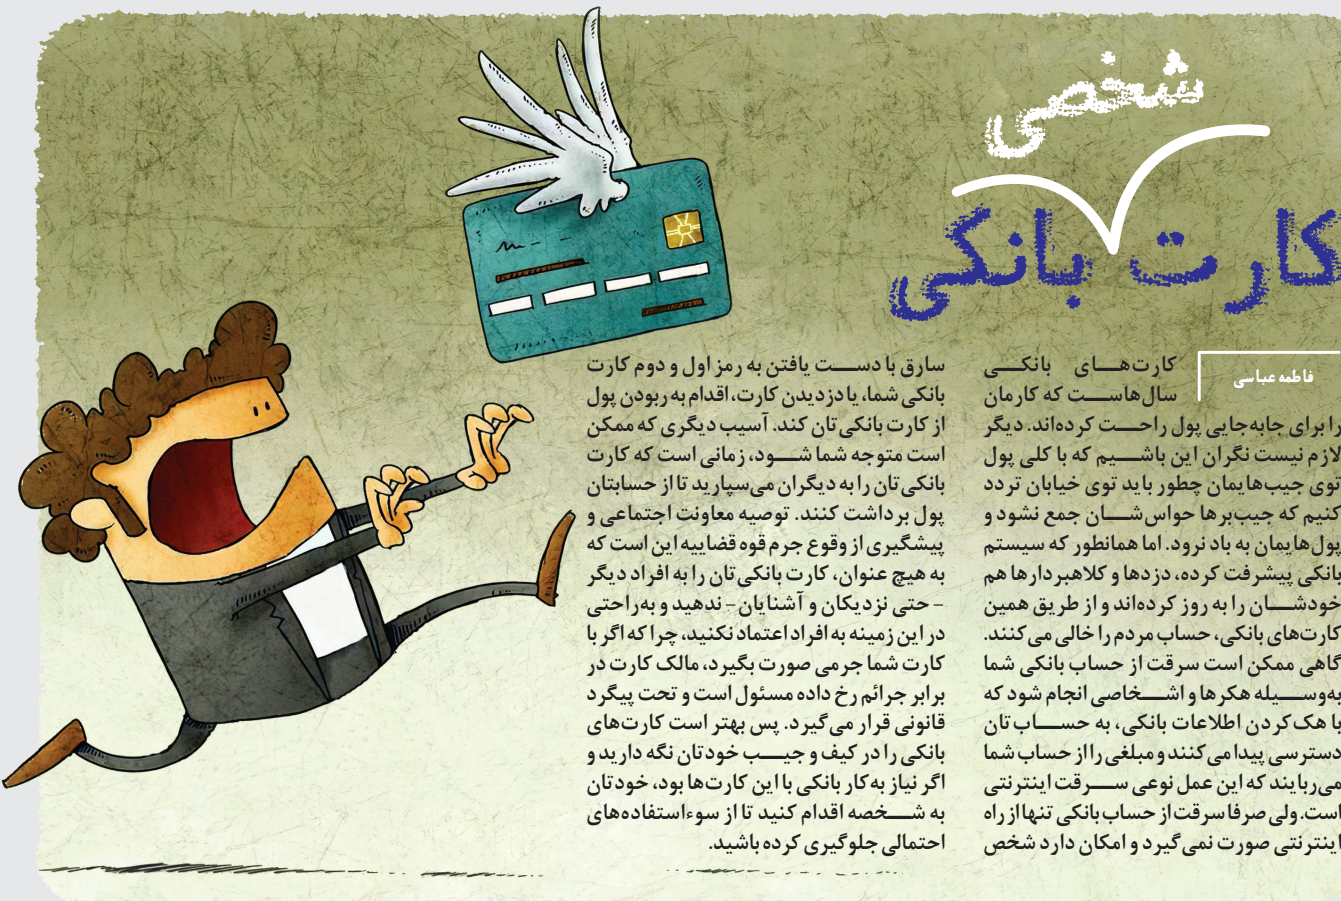 شخصی
کارت بانکی
فاطمه عباسی
کارت‌های بانکی
سال‌هاست که کارمان
را برای جابه‌جایی پول راحت کرده‌اند. دیگر
لازم نیست نگران این باشیم که با کلی پول
توی جیب‌هایمان چطور باید توی خیابان تردد
کنیم که جیب‌برها حواس‌شان جمع نشود و
پول‌هایمان به باد نرود. اما همانطور که سیستم
بانکی پیشرفت کرده، دزدها و کلاهبردارها هم
خودشان را به روز کرده‌اند و از طریق همین
کارت‌های بانکی، حساب مردم را خالی می‌کنند.
گاهی ممکن است سرقت از حساب بانکی شما
به‌وسیله هکرها و اشخاصی انجام شود که
با هک کردن اطلاعات بانکی، به حساب تان
دسترسی پیدا می‌کنند و مبلغی را از حساب شما
می‌ربایند که این عمل نوعی سرقت اینترنتی
است. ولی صرفا سرقت از حساب بانکی تنها از راه
اینترنتی صورت نمی‌گیرد و امکان دارد شخص
سارق با دست یافتن به رمز اول و دوم کارت
بانکی شما، یا دزدیدن کارت، اقدام به ربودن پول
از کارت بانکی‌تان کند. آسیب دیگری که ممکن
است متوجه شما شود، زمانی است که کارت
بانکی‌تان را به دیگران می‌سپارید تا از حسابتان
پول برداشت کنند. توصیه معاونت اجتماعی و
پیشگیری از وقوع جرم قوه قضاییه این است که
به هیچ عنوان، کارت بانکی‌تان را به افراد دیگر
- حتی نزدیکان و آشنایان- ندهید و به‌راحتی
در این زمینه به افراد اعتماد نکنید، چرا که اگر با
کارت شما جرمی صورت بگیرد، مالک کارت در
برابر جرائم رخ داده مسئول است و تحت پیگرد
قانونی قرار می‌گیرد. پس بهتر است کارت‌های
بانکی را در کیف و جیب خودتان نگه دارید و
اگر نیاز به کار بانکی با این کارت‌ها بود، خودتان
به شخصه اقدام کنید تا از سوءاستفاده‌های
احتمالی جلوگیری کرده باشید.